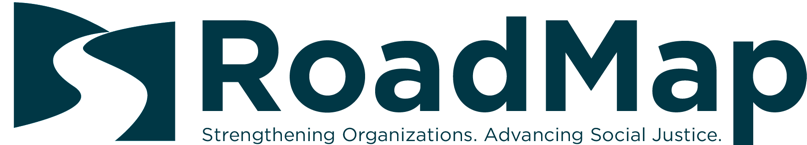 RoadMap
Strengthening Organizations. Advancing Social Justice.